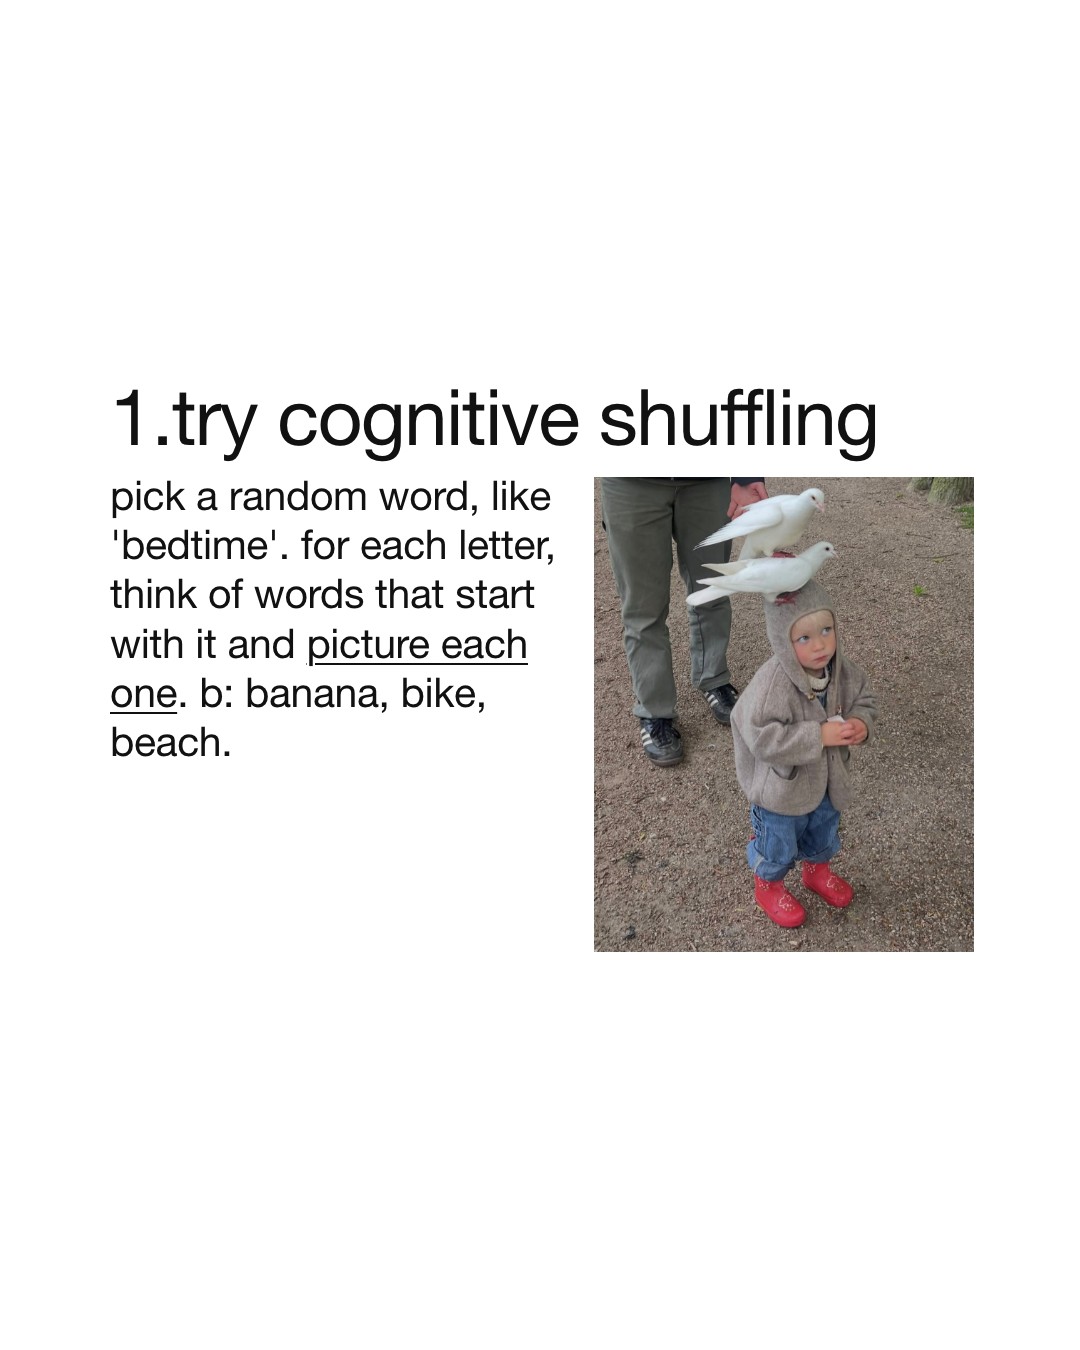 1.try cognitive shuffling
pick a random word, like
'bedtime'. for each letter,
think of words that start
with it and picture each
one. b: banana, bike,
beach.